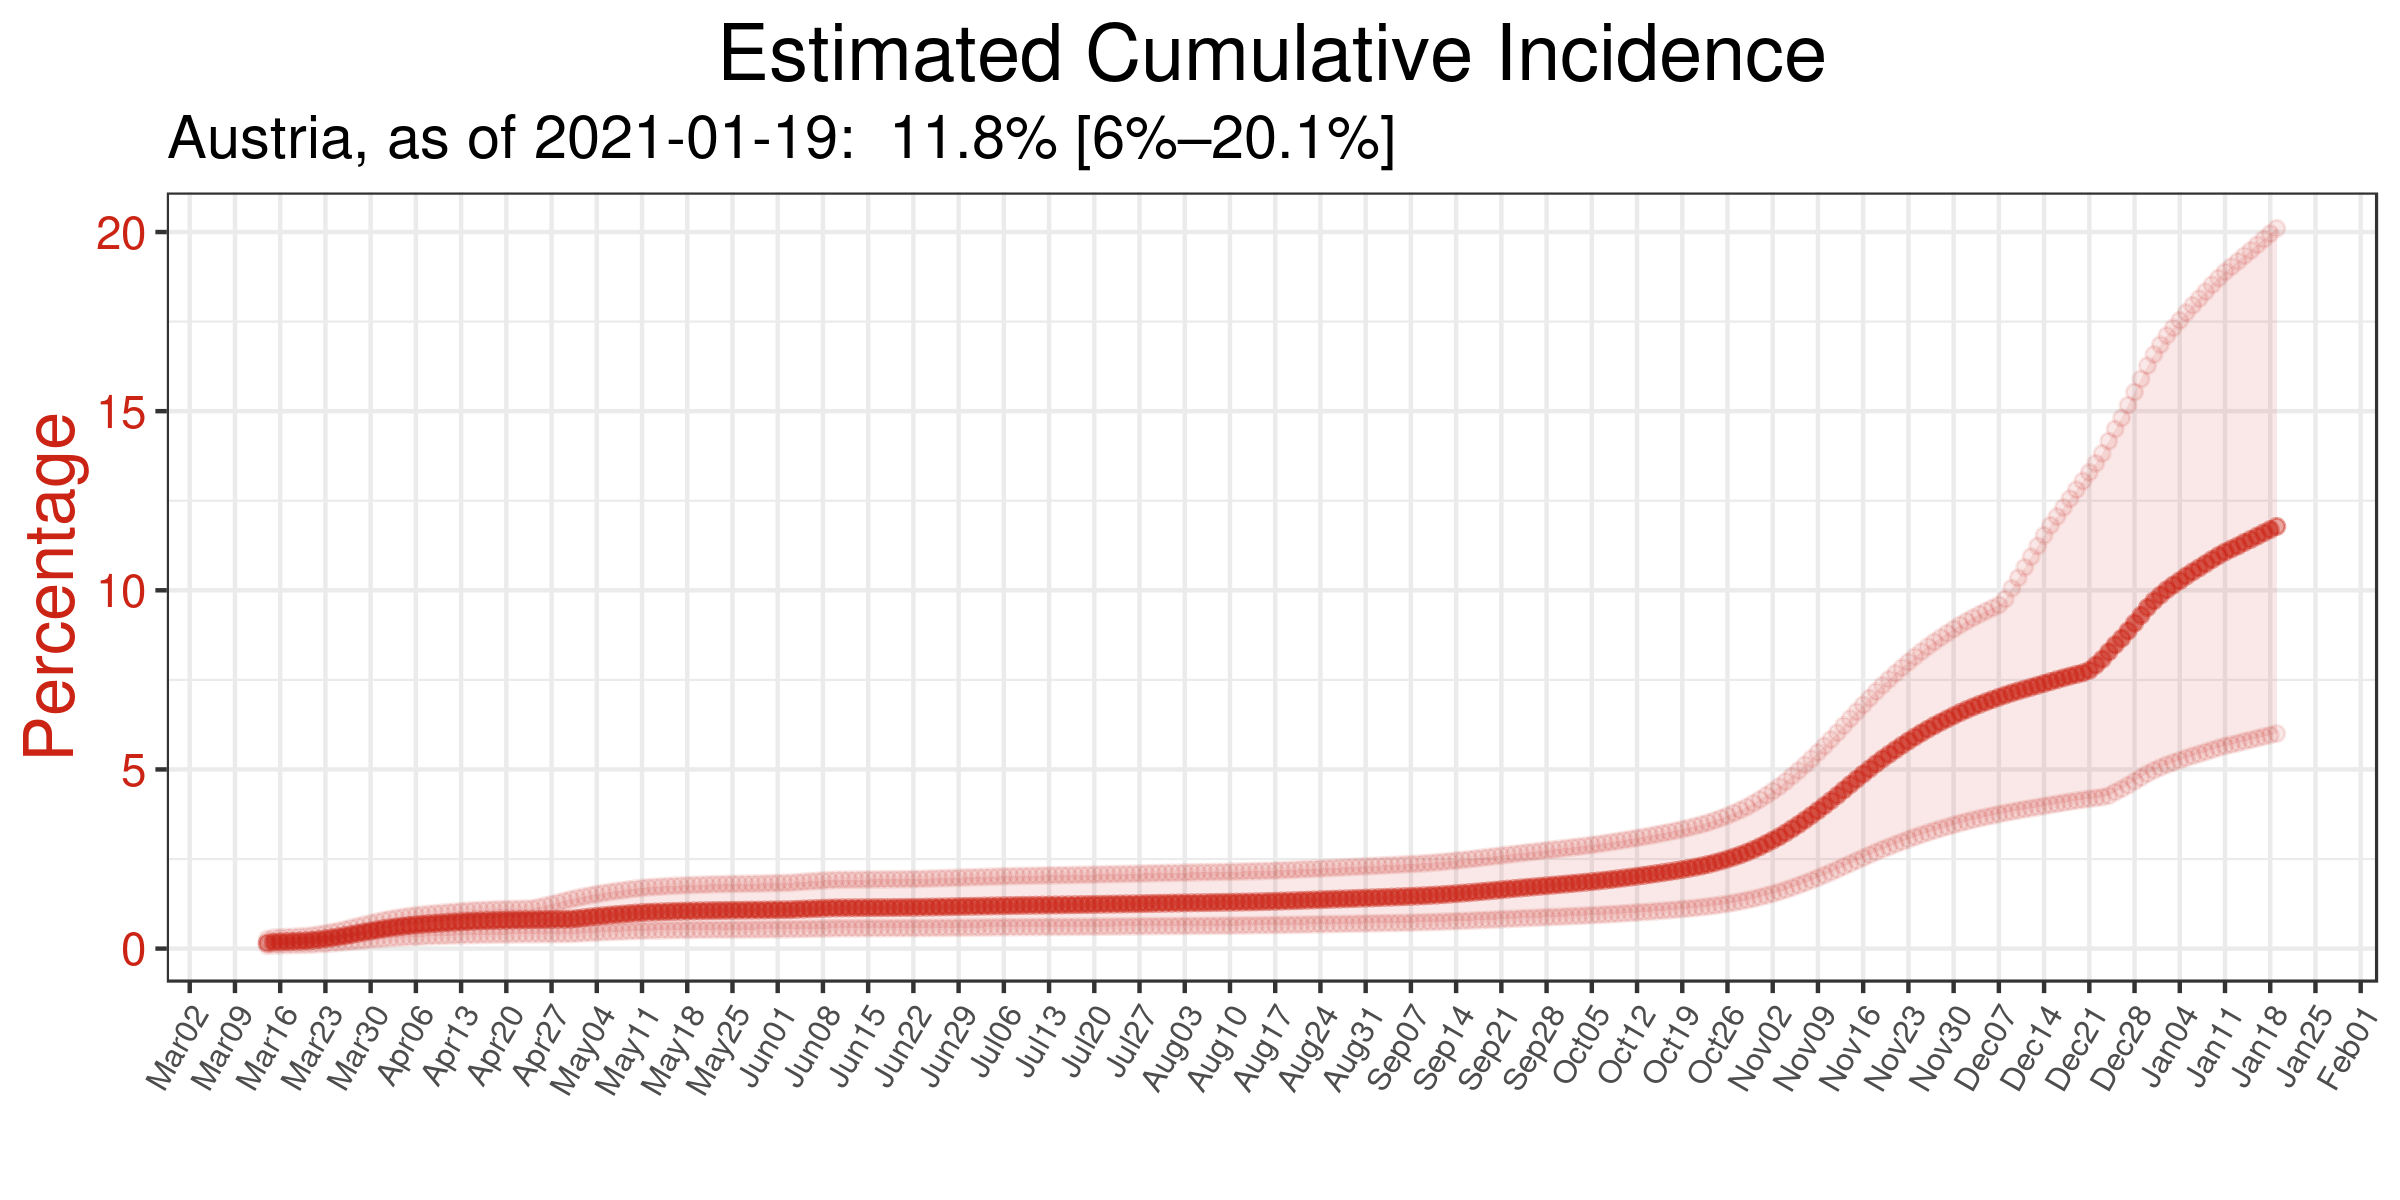 Estimated Cumulative Incidence
Austria, as of 2021-01-19:  11.8% [6%–20.1%]
Percentage
20
15
10
5
0
Mar02 Mar09 Mar16 Mar23 Mar30 Apr06 Apr13 Apr20 Apr27 May04 May11 May18 May25 Jun01 Jun08 Jun15 Jun22 Jun29 Jul06 Jul13 Jul20 Jul27 Aug03 Aug10 Aug17 Aug24 Aug31 Sep07 Sep14 Sep21 Sep28 Oct05 Oct12 Oct19 Oct26 Nov02 Nov09 Nov16 Nov23 Nov30 Dec07 Dec14 Dec21 Dec28 Jan04 Jan11 Jan18 Jan25 Feb01